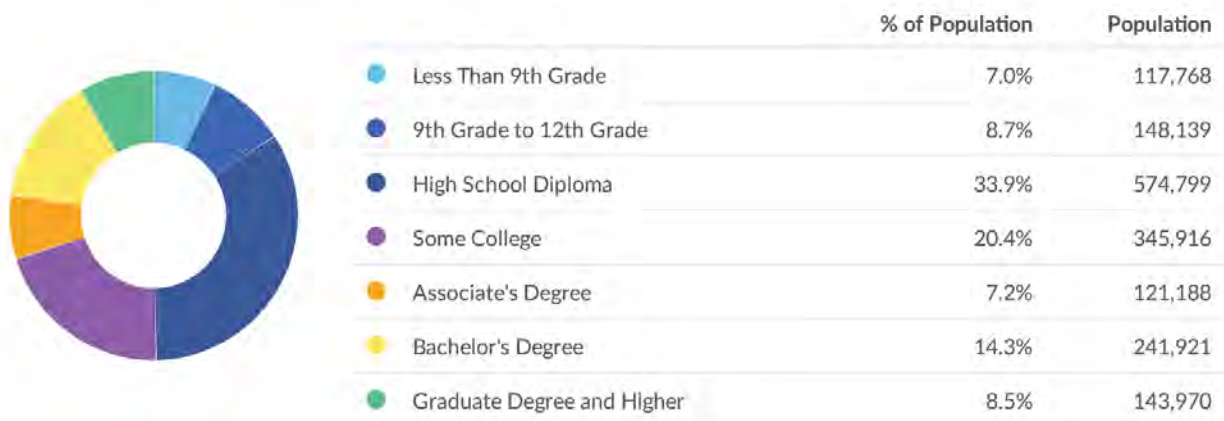 % of Population Population
Less Than 9th Grade 7.0% 117,768
9th Grade to 12th Grade 8.7% 148,139
High School Diploma 33.9% 574,799
Some College 20.4% 345,916
Associate's Degree 7.2% 121,188
Bachelor's Degree 14.3% 241,921
Graduate Degree and Higher 8.5% 143,970